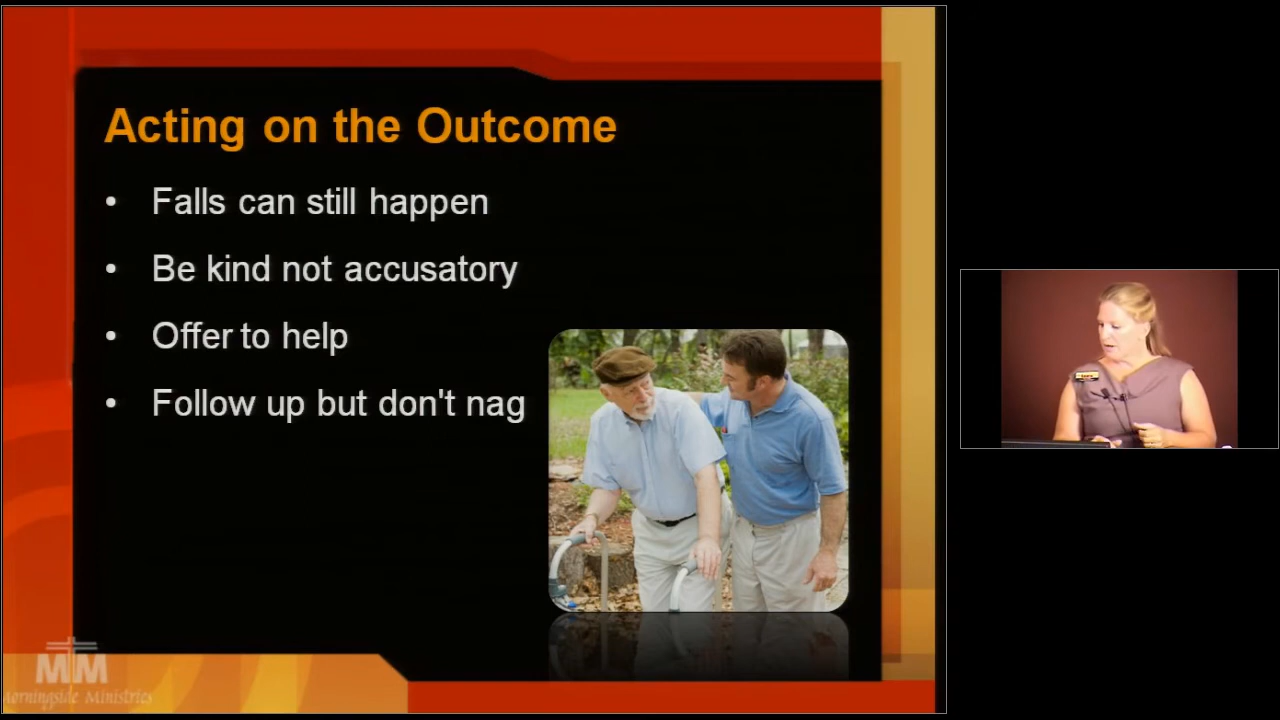 Acting on the Outcome
• Falls can still happen
• Be kind not accusatory
• Offer to help
• Follow up but don't nag
MM
Morningside Ministries